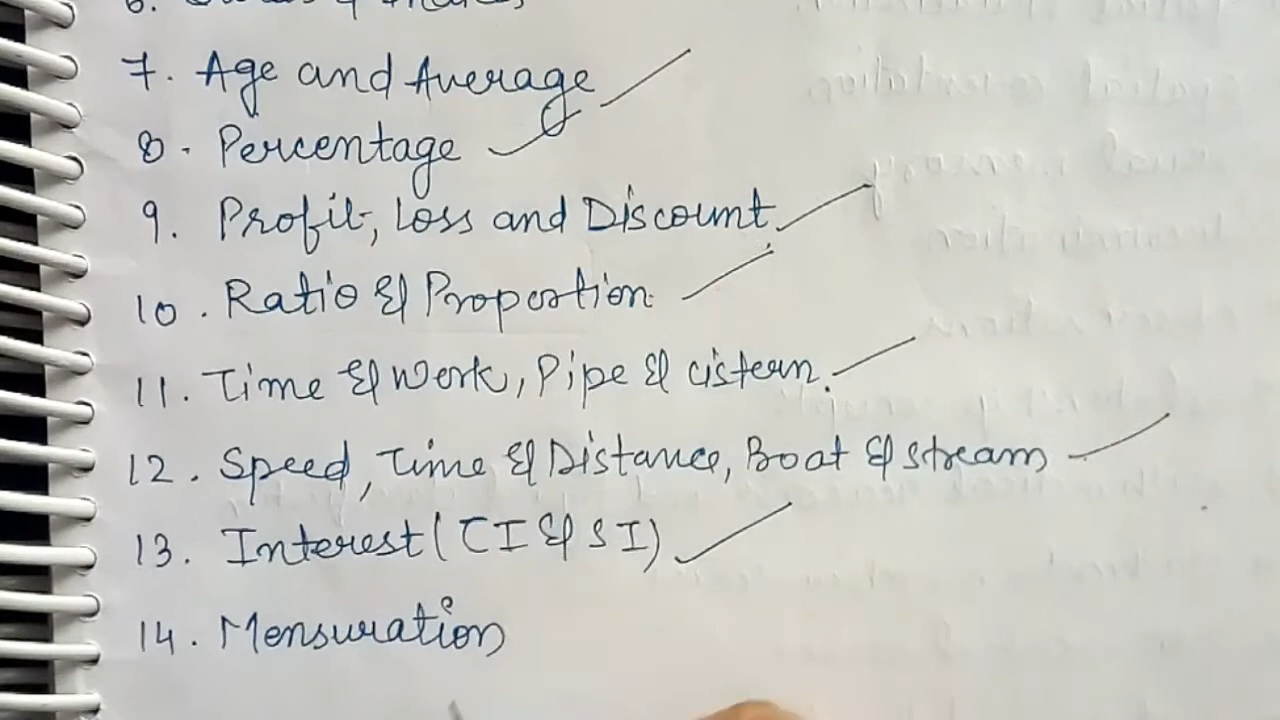 7. Age and Average
8. Percentage
9. Profit, Loss and Discount
10. Ratio & Proportion.
11. Time & Work, Pipe & cistern.
12. Speed, Time & Distance, Boat & stream
13. Interest (CI & SI)
14. Mensuration